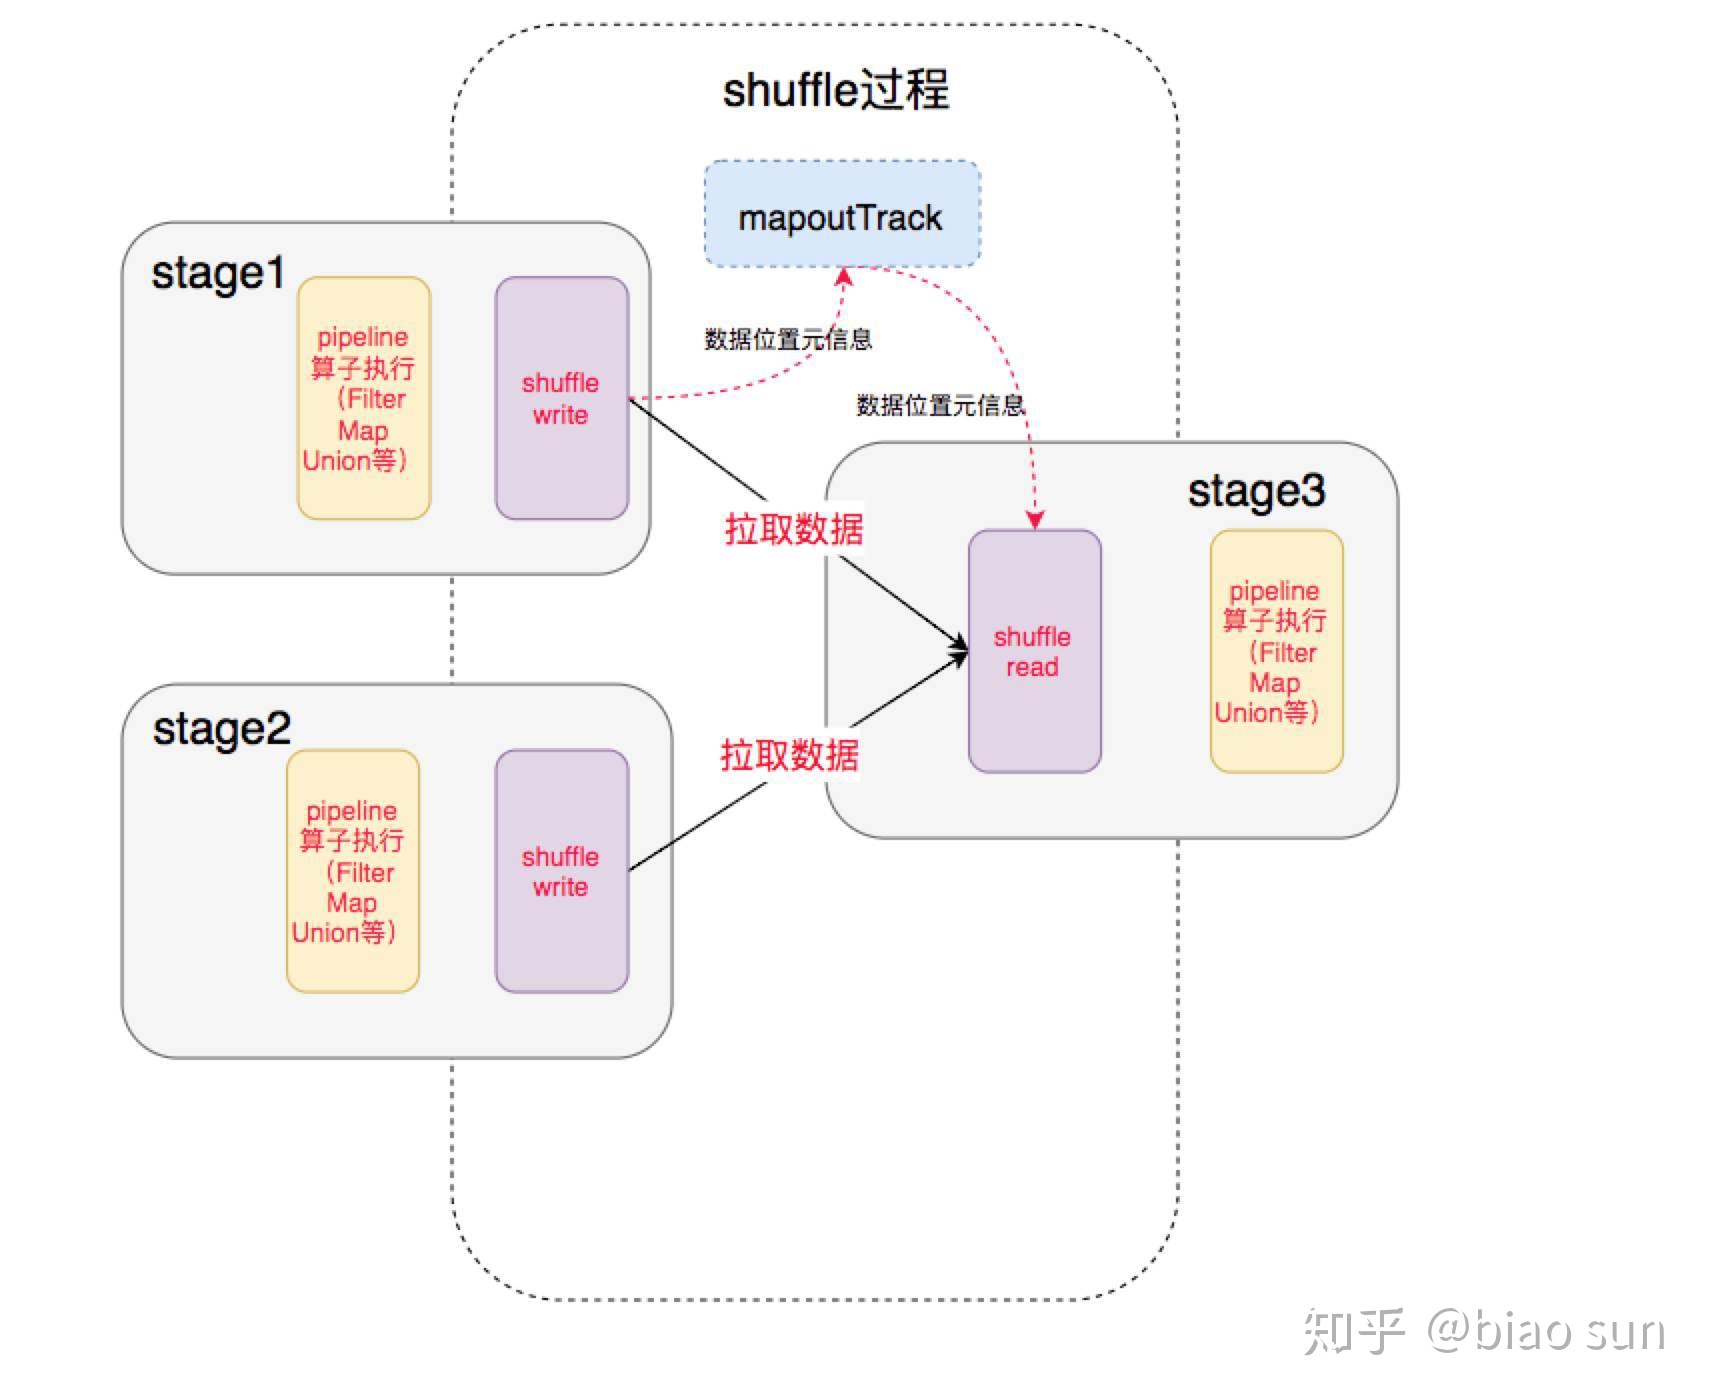 shuffle过程
mapoutTrack
stage1
pipeline
算子执行
（Filter
Map
Union等）
shuffle
write
数据位置元信息
数据位置元信息
拉取数据
stage3
shuffle
read
pipeline
算子执行
（Filter
Map
Union等）
stage2
pipeline
算子执行
（Filter
Map
Union等）
shuffle
write
拉取数据
知乎 @biao sun